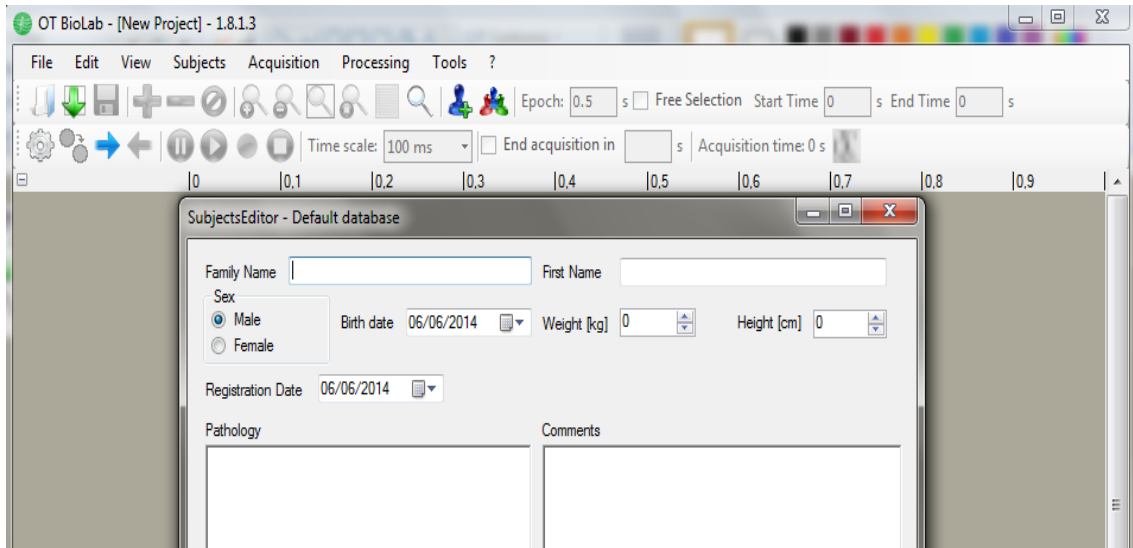 OT BioLab - [New Project] - 1.8.1.3
File Edit View Subjects Acquisition Processing Tools ?
Epoch: 0.5 s Free Selection Start Time 0 s End Time 0 s
Time scale: 100 ms End acquisition in s Acquisition time: 0 s
0 0,1 0,2 0,3 0,4 0,5 0,6 0,7 0,8 0,9
SubjectsEditor - Default database
Family Name First Name
Sex
Male Birth date 06/06/2014 Weight [kg] 0 Height [cm] 0
Female
Registration Date 06/06/2014
Pathology Comments